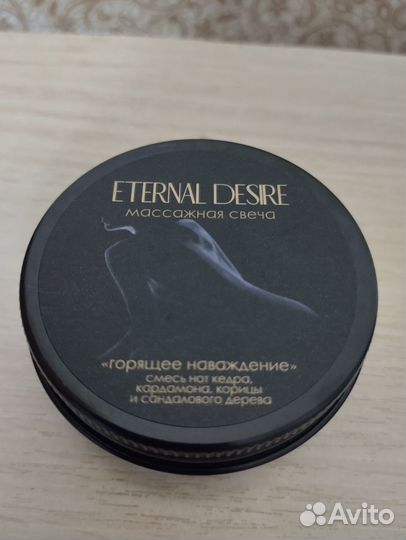 ETERNAL DESIRE
массажная свеча
«горящее наваждение»
смесь нот кедра,
кардамона, корицы
и сандалового дерева
Avito